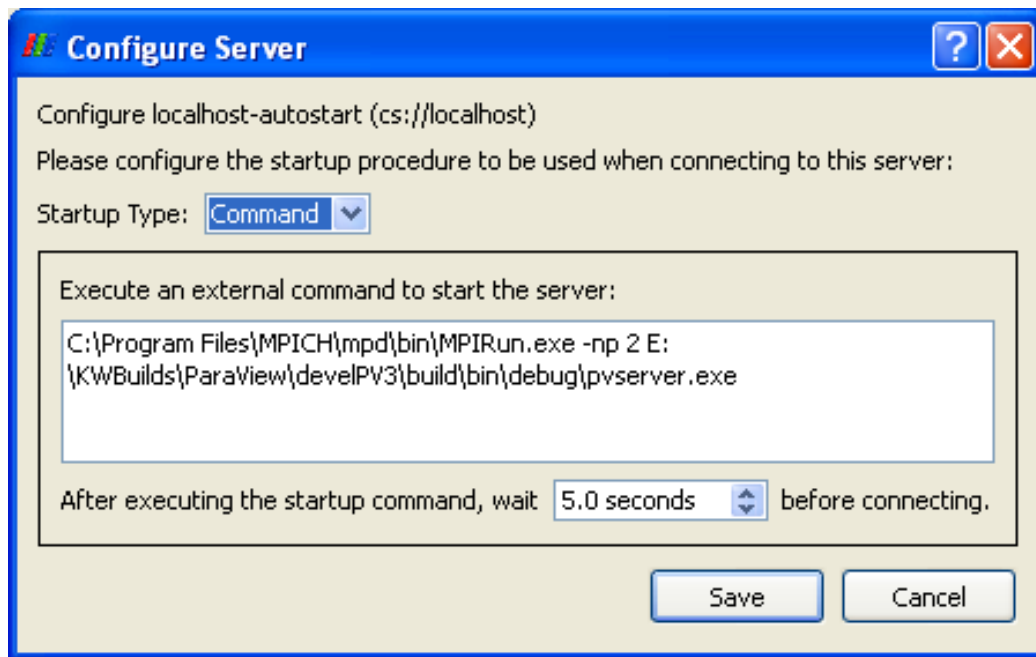 Configure Server
Configure localhost-autostart (cs://localhost)
Please configure the startup procedure to be used when connecting to this server:
Startup Type: Command
Execute an external command to start the server:
C:\Program Files\MPICH\mpd\bin\MPIRun.exe -np 2 E:
\KWBuilds\ParaView\develPV3\build\bin\debug\pvserver.exe
After executing the startup command, wait 5.0 seconds before connecting.
Save Cancel